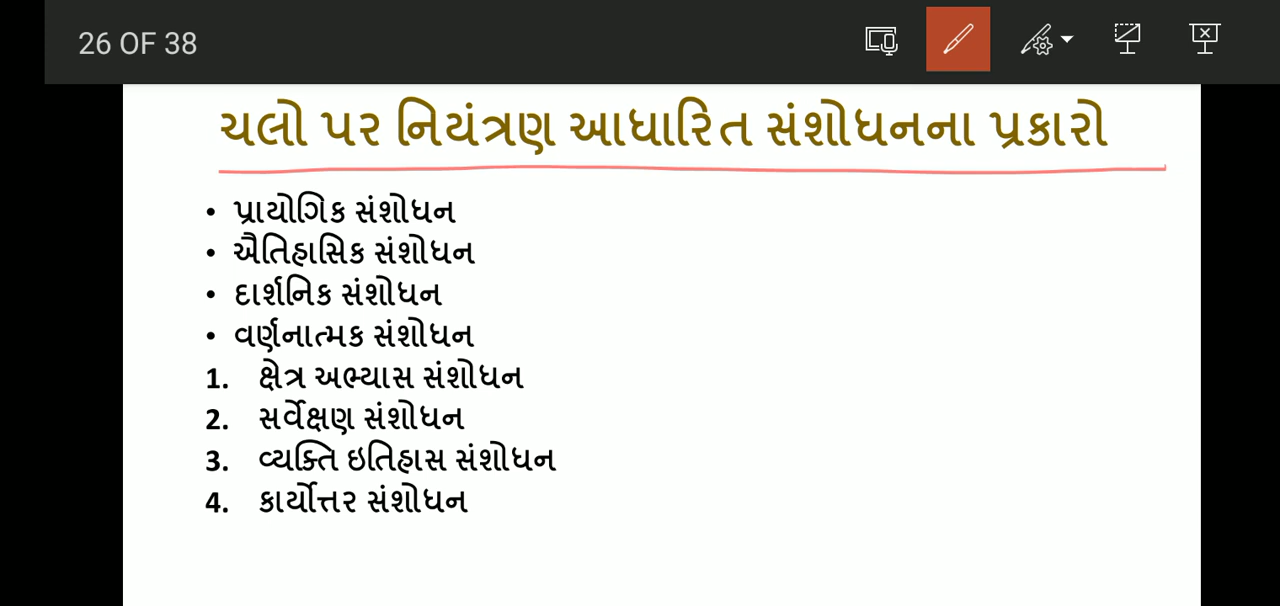 26 OF 38
ચલો પર નિયંત્રણ આધારિત સંશોધનના પ્રકારો
• પ્રાયોગિક સંશોધન
• ઐતિહાસિક સંશોધન
• દાર્શનિક સંશોધન
• વર્ણનાત્મક સંશોધન
1. ક્ષેત્ર અભ્યાસ સંશોધન
2. સર્વેક્ષણ સંશોધન
3. વ્યક્તિ ઇતિહાસ સંશોધન
4. કાર્યોત્તર સંશોધન